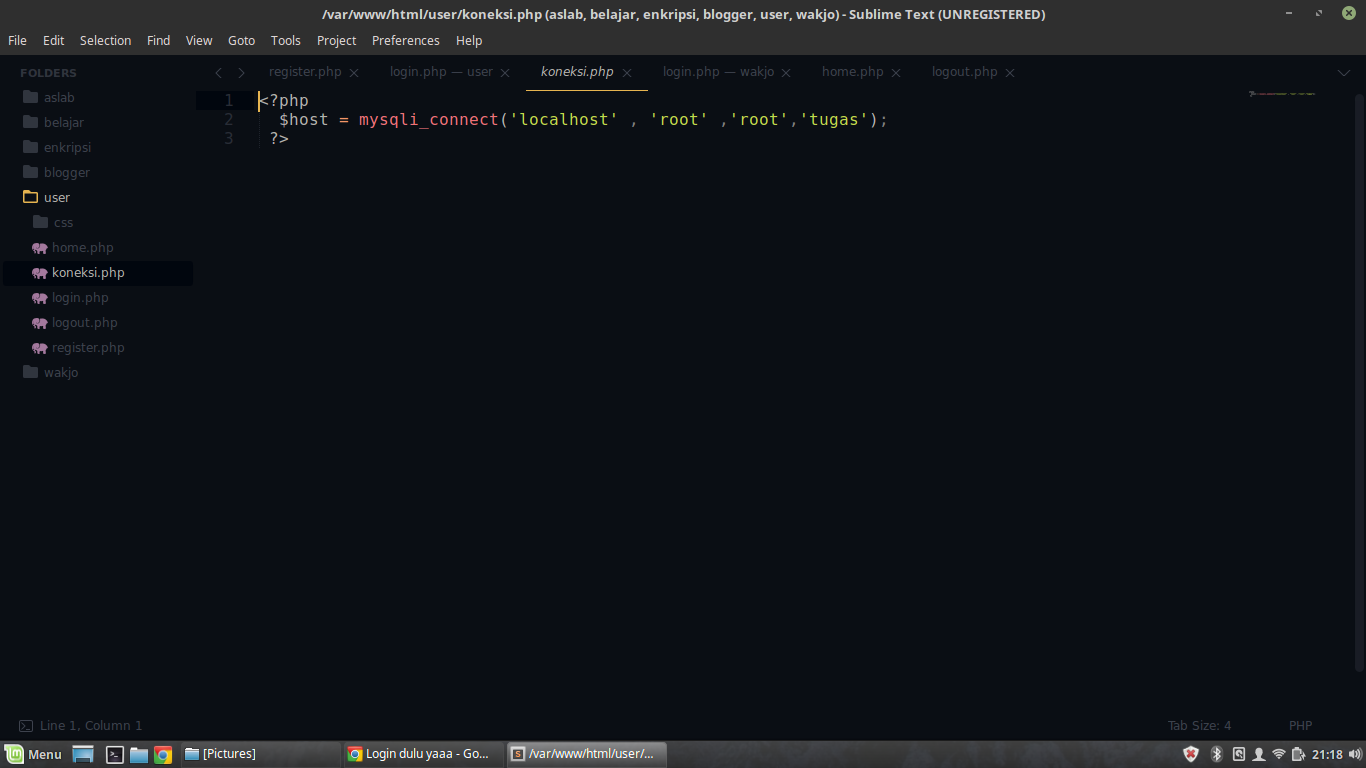 /var/www/html/user/koneksi.php (aslab, belajar, enkripsi, blogger, user, wakjo) - Sublime Text (UNREGISTERED)
File Edit Selection Find View Goto Tools Project Preferences Help
FOLDERS
aslab
belajar
enkripsi
blogger
user
css
home.php
koneksi.php
login.php
logout.php
register.php
wakjo
register.php login.php — user koneksi.php login.php — wakjo home.php logout.php
1 <?php
2 $host = mysqli_connect('localhost' , 'root' ,'root','tugas');
3 ?>
Line 1, Column 1 Tab Size: 4 PHP
Menu [Pictures] Login dulu yaaa - Go... /var/www/html/user/... 21:18